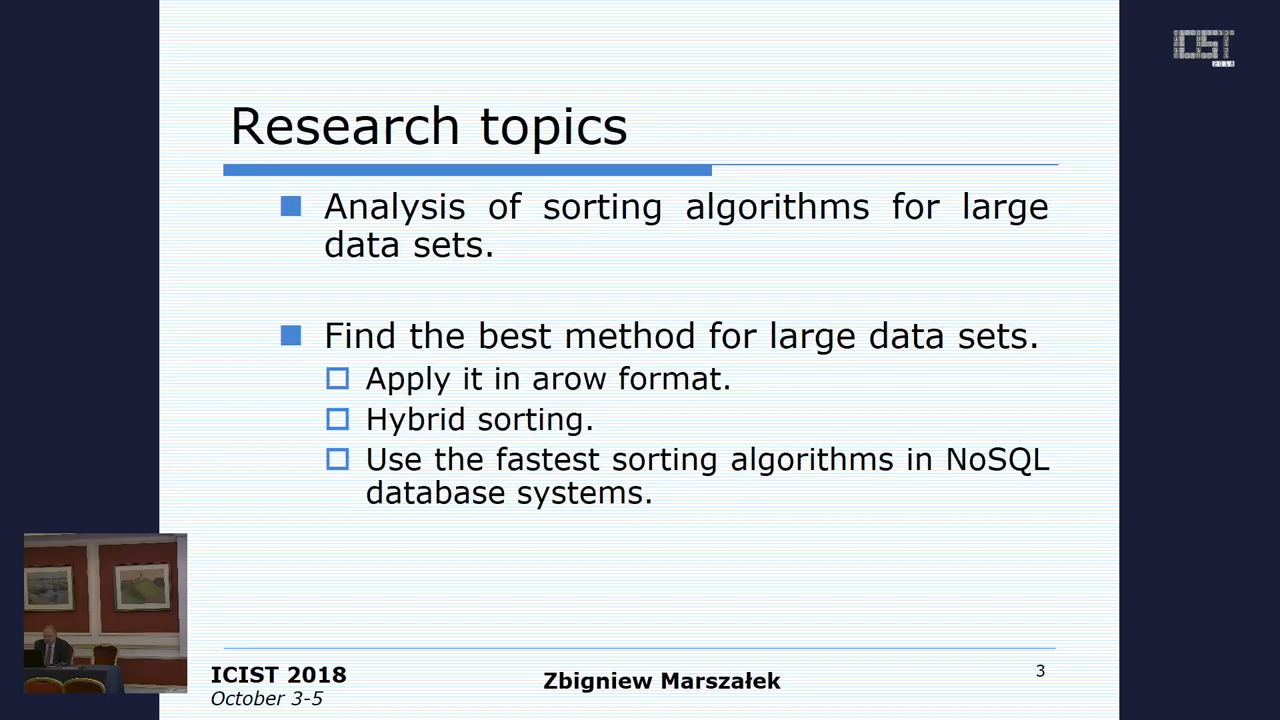 ICIST
2018
Research topics
Analysis of sorting algorithms for large
data sets.
Find the best method for large data sets.
Apply it in arow format.
Hybrid sorting.
Use the fastest sorting algorithms in NoSQL
database systems.
ICIST 2018
October 3-5
Zbigniew Marszałek
3